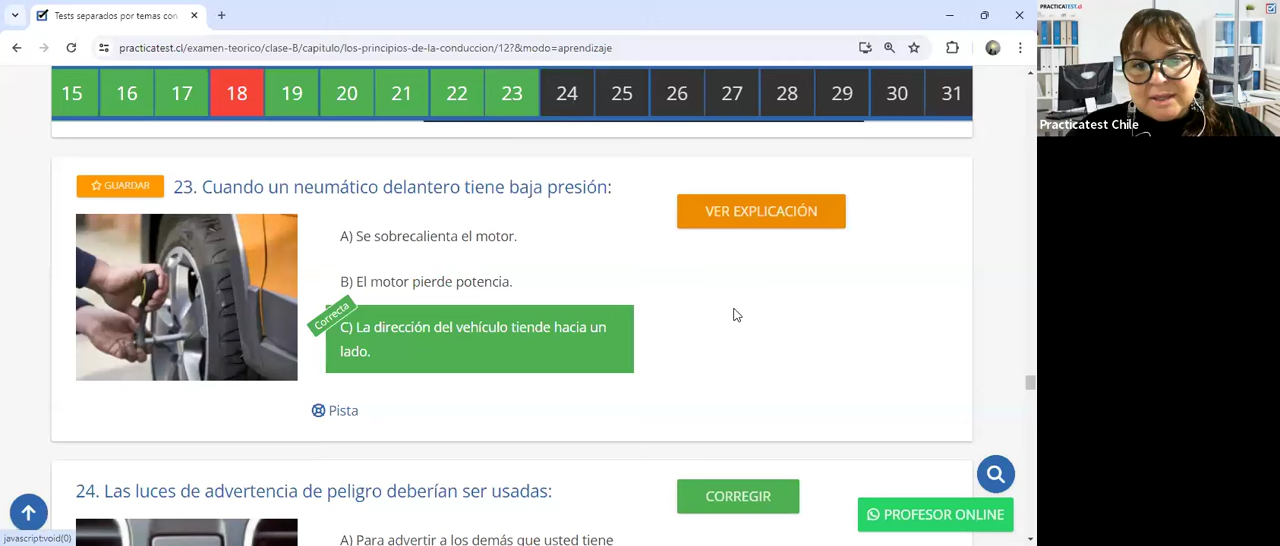 Tests separados por temas con
practicatest.cl/examen-teorico/clase-B/capitulo/los-principios-de-la-conduccion/12?&modo=aprendizaje
PRACTICATEST.cl
Practicatest Chile
15 16 17 18 19 20 21 22 23 24 25 26 27 28 29 30 31
GUARDAR
23. Cuando un neumático delantero tiene baja presión:
VER EXPLICACIÓN
A) Se sobrecalienta el motor.
B) El motor pierde potencia.
Correcta
C) La dirección del vehículo tiende hacia un
lado.
Pista
24. Las luces de advertencia de peligro deberían ser usadas:
CORREGIR
PROFESOR ONLINE
A) Para advertir a los demás que usted tiene
javascript:void(0)